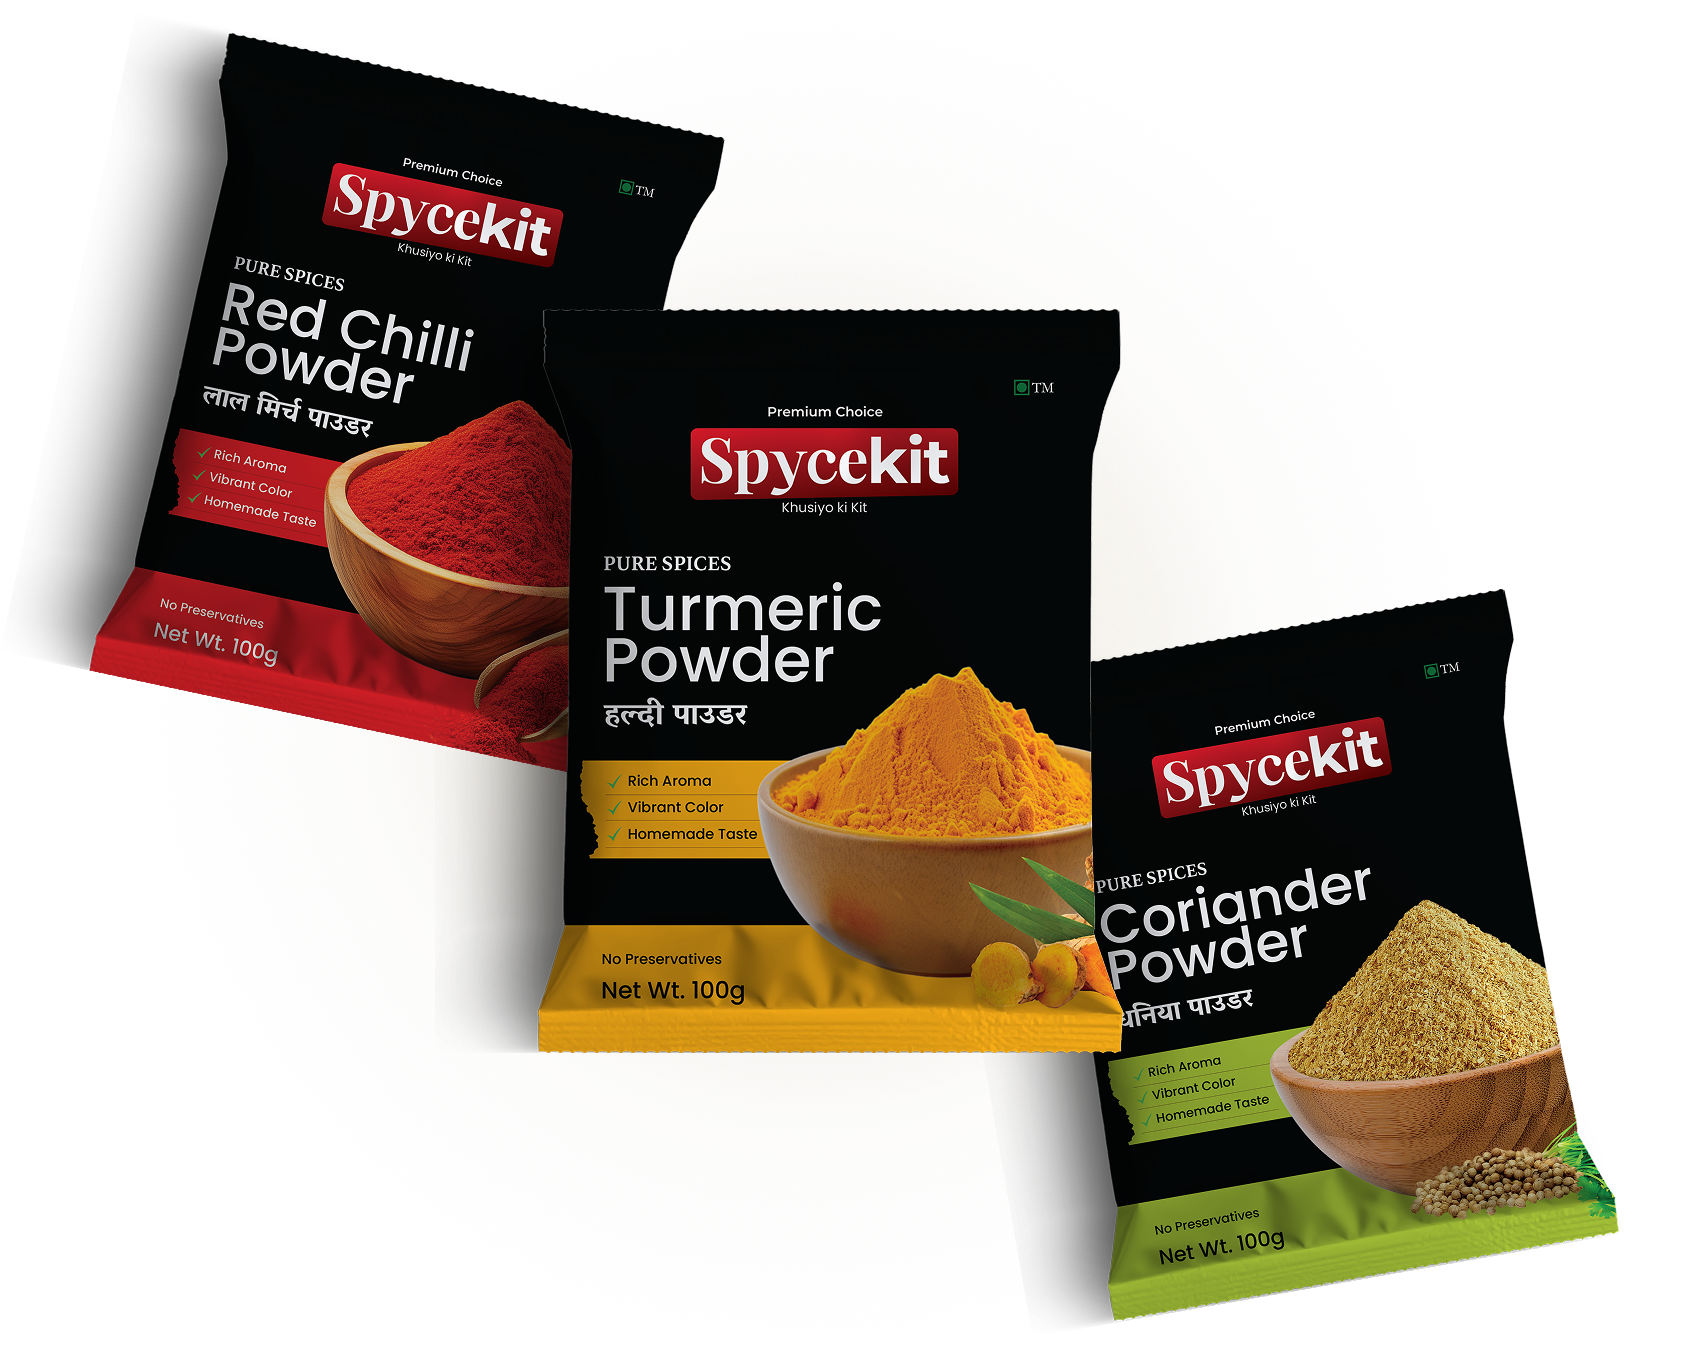 Premium Choice
TM
Spycekit
Khusiyo ki Kit
PURE SPICES
Red Chilli
Powder
लाल मिर्च पाउडर
Rich Aroma
Vibrant Color
Homemade Taste
No Preservatives
Net Wt. 100g
TM
Premium Choice
Spycekit
Khusiyo ki Kit
PURE SPICES
Turmeric
Powder
हल्दी पाउडर
Rich Aroma
Vibrant Color
Homemade Taste
No Preservatives
Net Wt. 100g
TM
Premium Choice
Spycekit
Khusiyo ki Kit
PURE SPICES
Coriander
Powder
धनिया पाउडर
Rich Aroma
Vibrant Color
Homemade Taste
No Preservatives
Net Wt. 100g